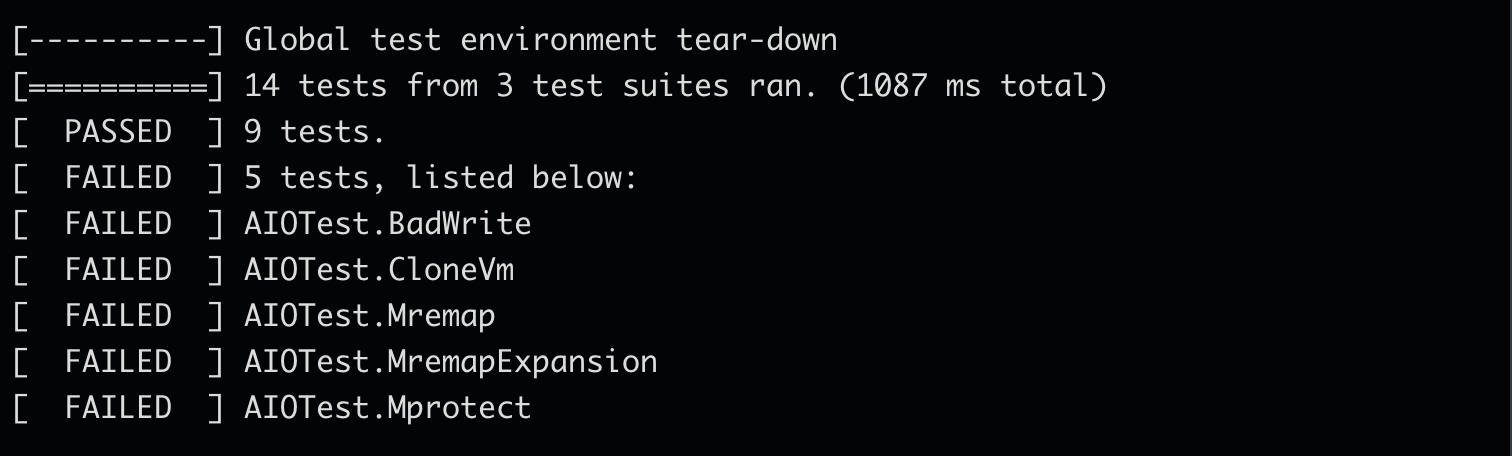 [----------] Global test environment tear-down
[==========] 14 tests from 3 test suites ran. (1087 ms total)
[  PASSED  ] 9 tests.
[  FAILED  ] 5 tests, listed below:
[  FAILED  ] AIOTest.BadWrite
[  FAILED  ] AIOTest.CloneVm
[  FAILED  ] AIOTest.Mremap
[  FAILED  ] AIOTest.MremapExpansion
[  FAILED  ] AIOTest.Mprotect